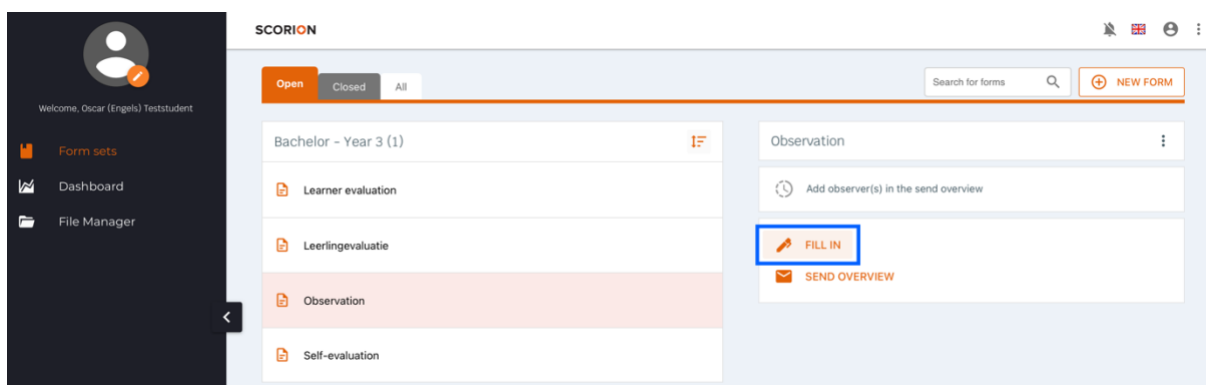 SCORION
Welcome, Oscar (Engels) Teststudent
Form sets
Dashboard
File Manager
Open
Closed
All
Search for forms
NEW FORM
Bachelor - Year 3 (1)
Learner evaluation
Leerlingevaluatie
Observation
Self-evaluation
Observation
Add observer(s) in the send overview
FILL IN
SEND OVERVIEW